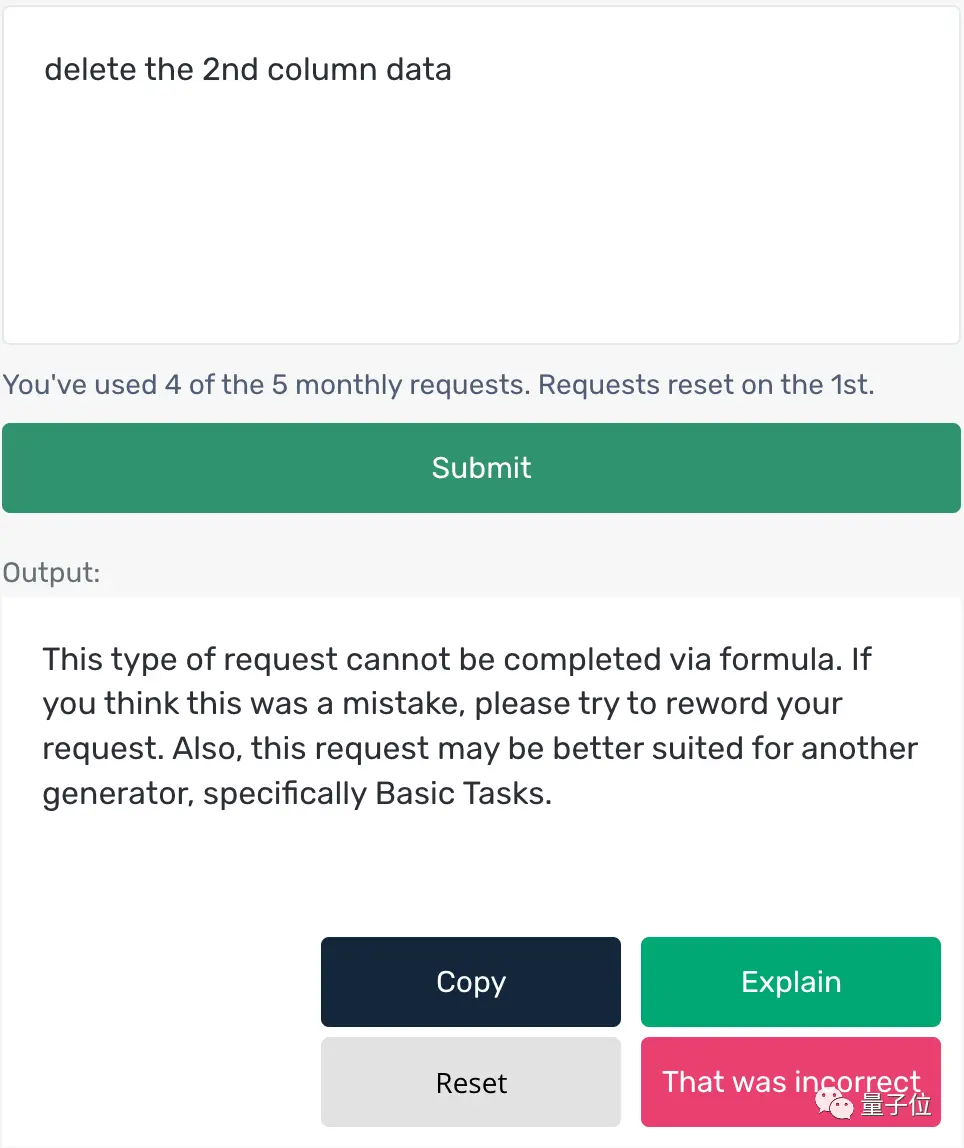 delete the 2nd column data
You've used 4 of the 5 monthly requests. Requests reset on the 1st.
Submit
Output:
This type of request cannot be completed via formula. If
you think this was a mistake, please try to reword your
request. Also, this request may be better suited for another
generator, specifically Basic Tasks.
Copy
Explain
Reset
That was incorrect
量子位